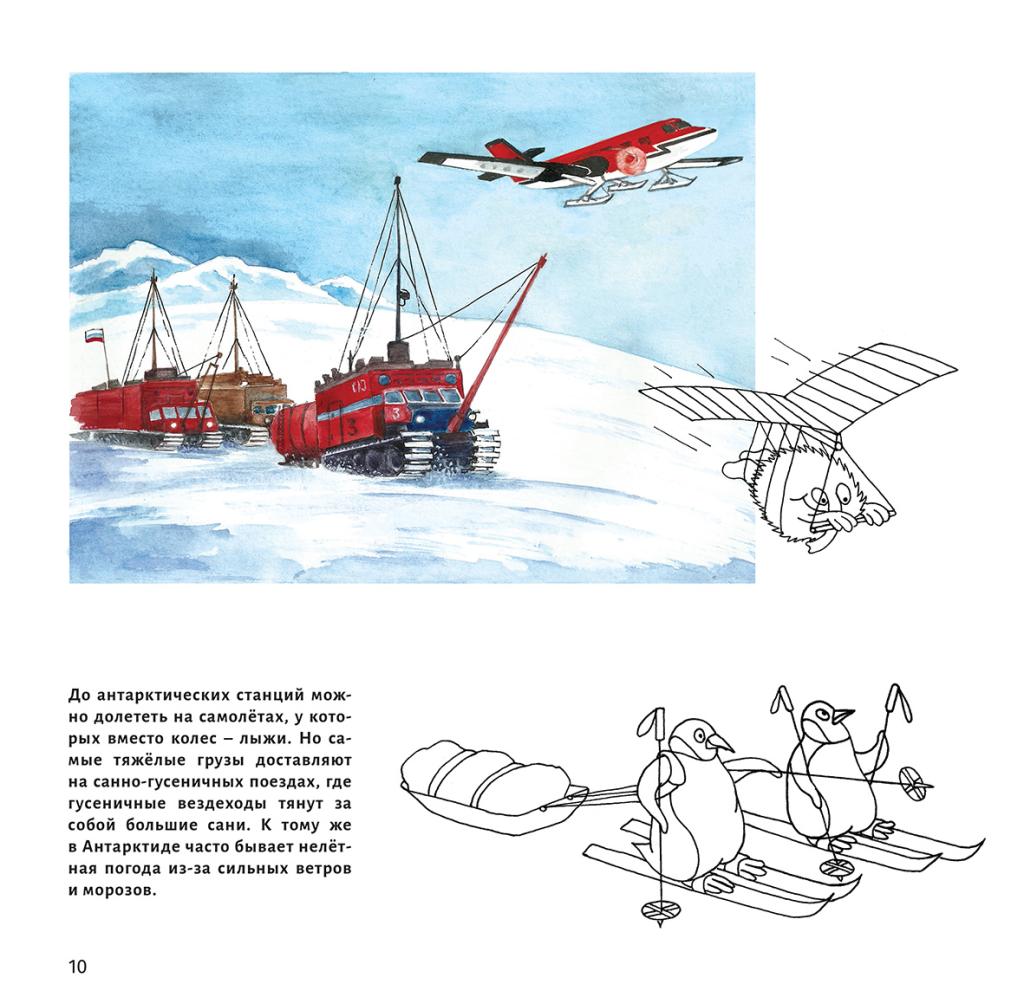 3
3
До антарктических станций мож-
но долететь на самолётах, у кото-
рых вместо колес – лыжи. Но са-
мые тяжёлые грузы доставляют
на санно-гусеничных поездах, где
гусеничные вездеходы тянут за
собой большие сани. К тому же
в Антарктиде часто бывает нелёт-
ная погода из-за сильных ветров
и морозов.
10